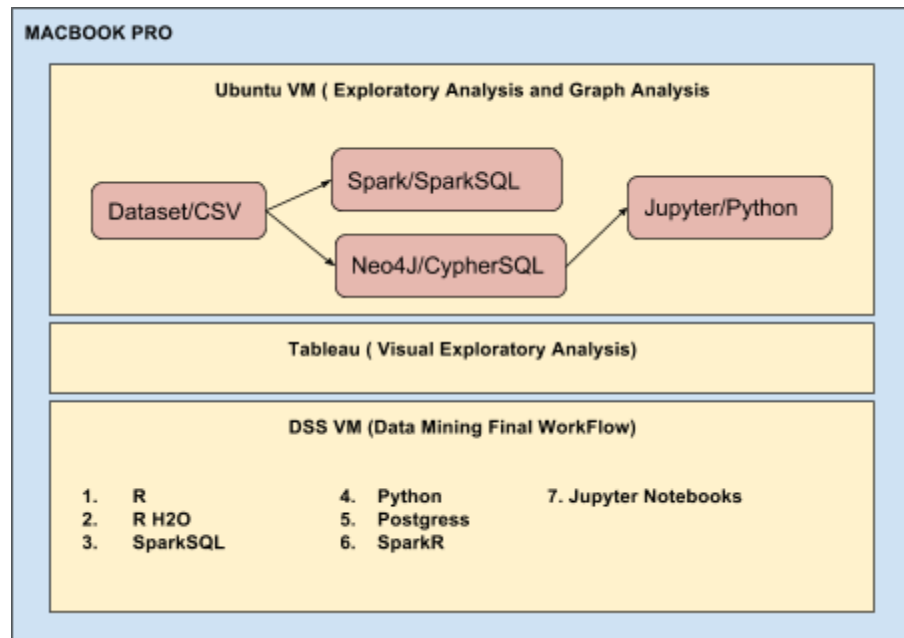 MACBOOK PRO
Ubuntu VM ( Exploratory Analysis and Graph Analysis
Dataset/CSV
Spark/SparkSQL
Neo4J/CypherSQL
Jupyter/Python
Tableau ( Visual Exploratory Analysis)
DSS VM (Data Mining Final WorkFlow)
1. R
2. R H2O
3. SparkSQL
4. Python
5. Postgress
6. SparkR
7. Jupyter Notebooks